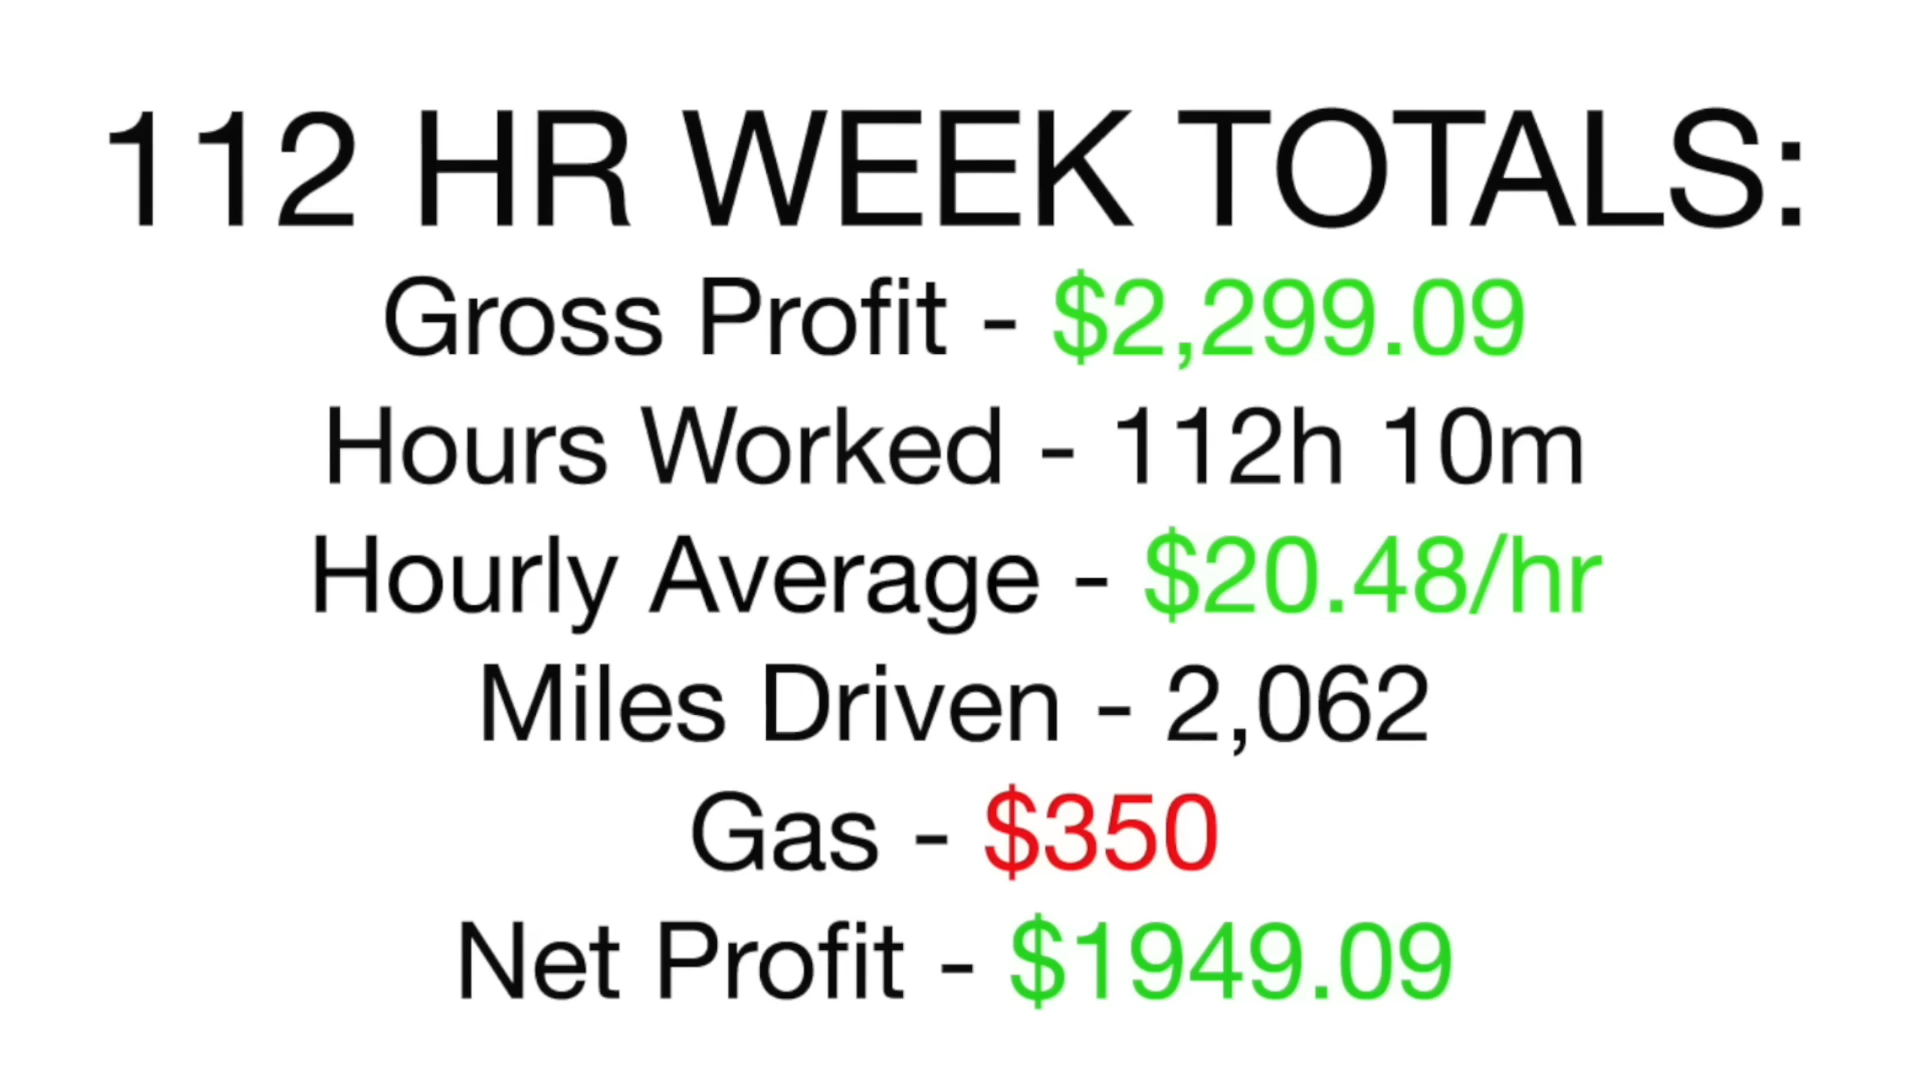 112 HR WEEK TOTALS:
Gross Profit - $2,299.09
Hours Worked - 112h 10m
Hourly Average - $20.48/hr
Miles Driven - 2,062
Gas - $350
Net Profit - $1949.09